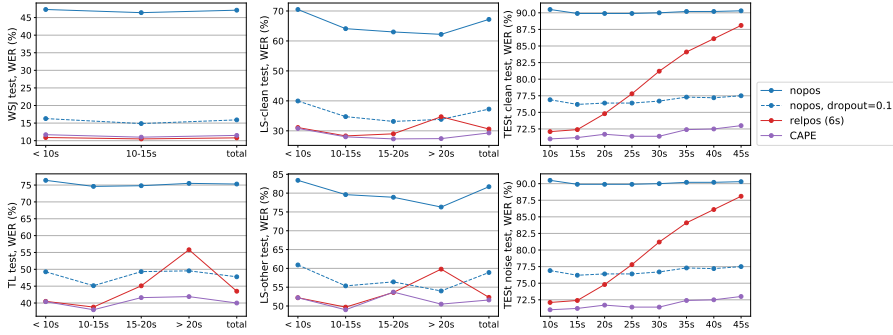 WSJ test, WER (%)
45
40
35
30
25
20
15
10
< 10s
10-15s
total
LS-clean test, WER (%)
70
60
50
40
30
< 10s
10-15s
15-20s
> 20s
total
TESt clean test, WER (%)
90.0
87.5
85.0
82.5
80.0
77.5
75.0
72.5
10s
15s
20s
25s
30s
35s
40s
45s
nopos
nopos, dropout=0.1
relpos (6s)
CAPE
TL test, WER (%)
75
70
65
60
55
50
45
40
< 10s
10-15s
15-20s
> 20s
total
LS-other test, WER (%)
85
80
75
70
65
60
55
50
< 10s
10-15s
15-20s
> 20s
total
TESt noise test, WER (%)
90.0
87.5
85.0
82.5
80.0
77.5
75.0
72.5
10s
15s
20s
25s
30s
35s
40s
45s